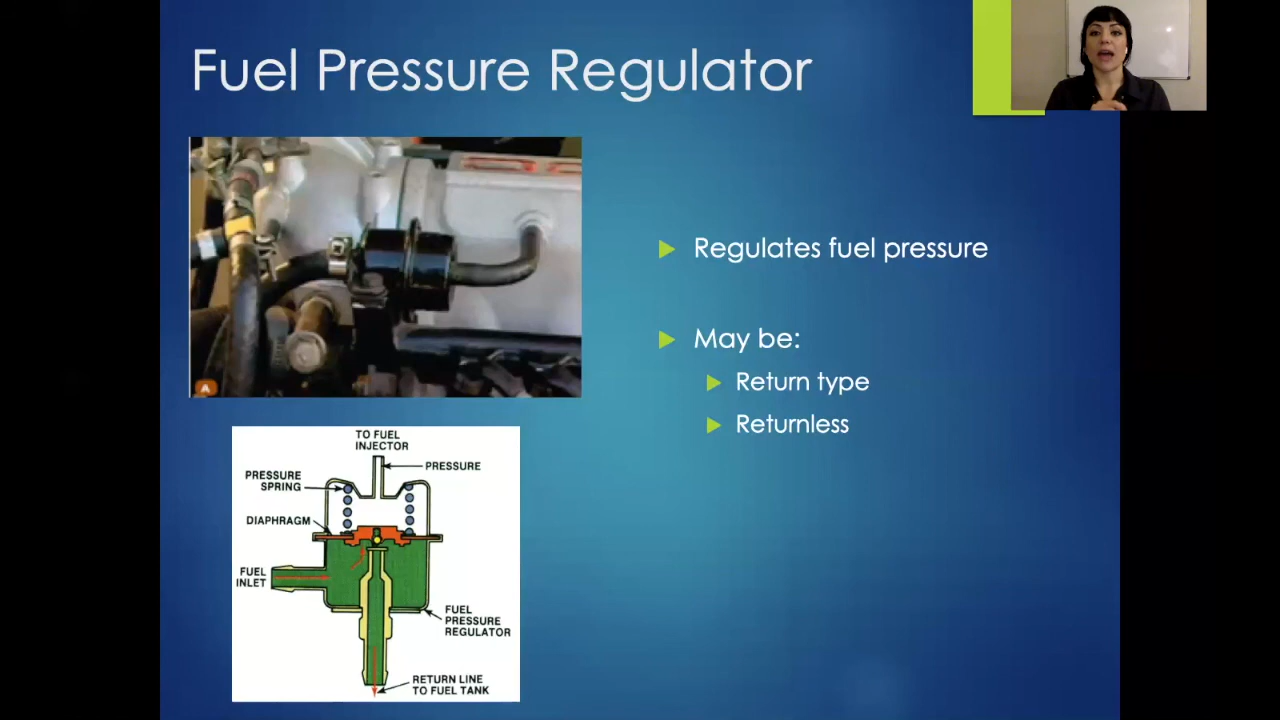 Fuel Pressure Regulator
A
Regulates fuel pressure
May be:
Return type
Returnless
TO FUEL
INJECTOR
PRESSURE
PRESSURE
SPRING
DIAPHRAGM
FUEL
INLET
FUEL
PRESSURE
REGULATOR
RETURN LINE
TO FUEL TANK